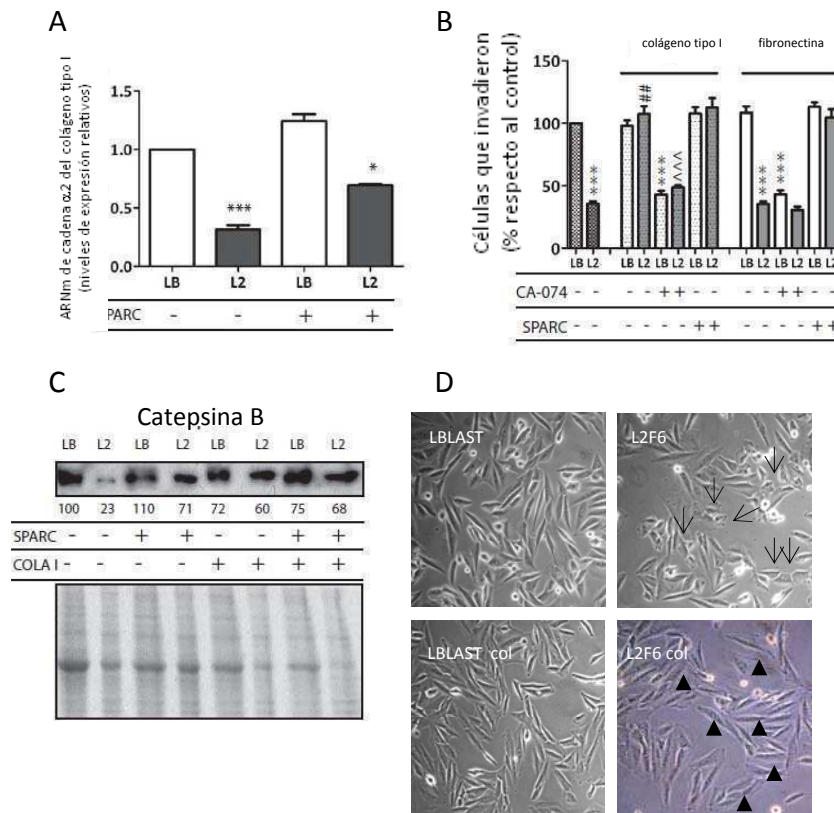 A
ARNm de cadena α2 del colágeno tipo I
(niveles de expresión relativos)
1.5
1.0
0.5
0.0
***
*
LB L2 LB L2
PARC - - + +
B
Células que invadieron
(% respecto al control)
150
100
50
0
colágeno tipo I fibronectina
***
##
***
^^^
***
***
LB L2 LB L2 LB L2 LB L2 LB L2 LB L2 LB L2
CA-074 - - - - + + - - - - + + - -
SPARC - - - - - - + + - - - - + +
C
Catepsina B
LB L2 LB L2 LB L2 LB L2
100 23 110 71 72 60 75 68
SPARC - - + + - - + +
COLA I - - - - + + + +
D
LBLAST L2F6
LBLAST col L2F6 col